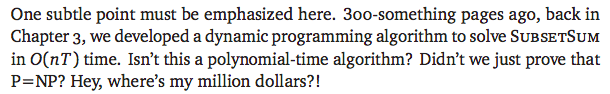 One subtle point must be emphasized here. 300-something pages ago, back in
Chapter 3, we developed a dynamic programming algorithm to solve SUBSETSUM
in O(nT) time. Isn't this a polynomial-time algorithm? Didn't we just prove that
P=NP? Hey, where's my million dollars?!